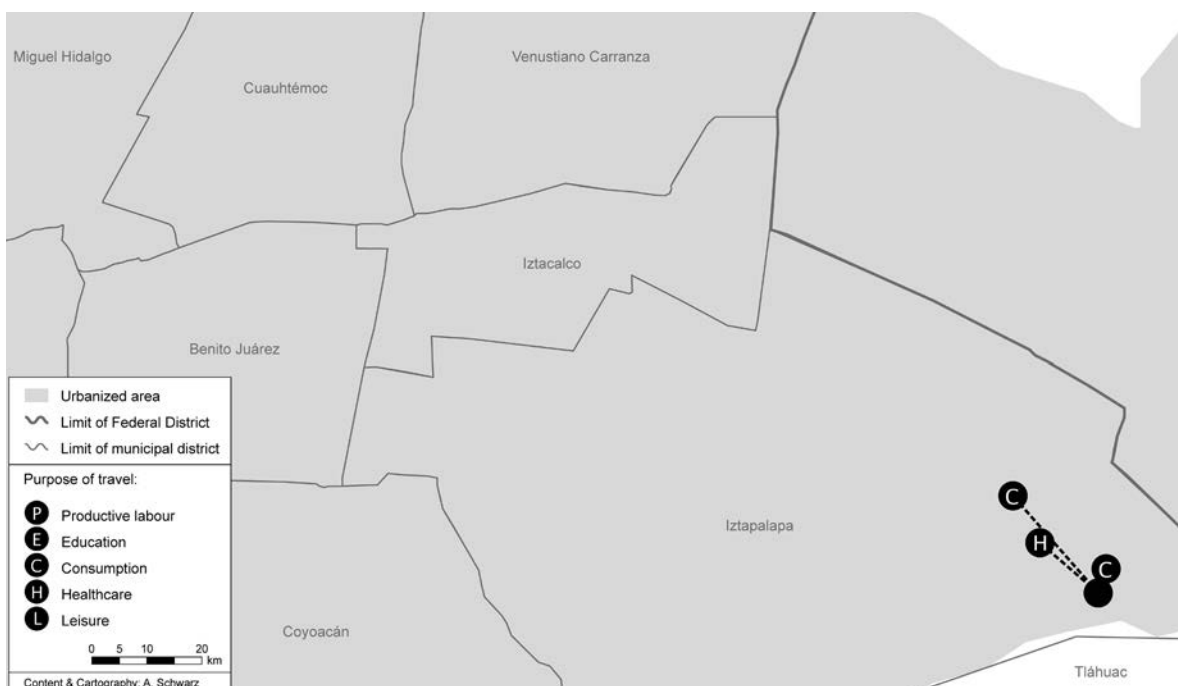 Miguel Hidalgo
Venustiano Carranza
Cuauhtémoc
Iztacalco
Benito Juárez
Urbanized area
Limit of Federal District
Limit of municipal district
Purpose of travel:
P Productive labour
E Education
C Consumption
H Healthcare
L Leisure
0 5 10 20
km
Content & Cartography: A. Schwarz
Iztapalapa
C
H
C
Coyoacán
Tláhuac